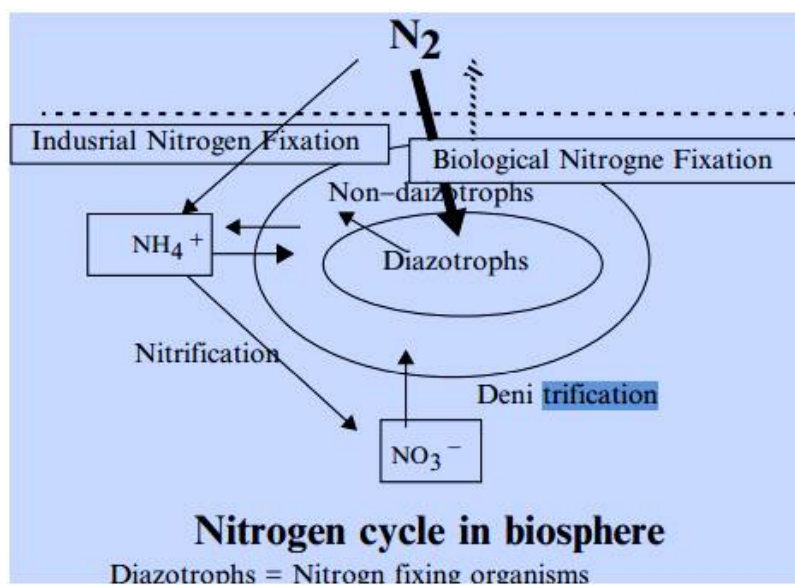 N₂
Indusrial Nitrogen Fixation
Biological Nitrogne Fixation
Non-daizotrophs
NH₄⁺
Diazotrophs
Nitrification
Deni trification
NO₃⁻
Nitrogen cycle in biosphere
Diazotrophs = Nitrogn fixing organisms